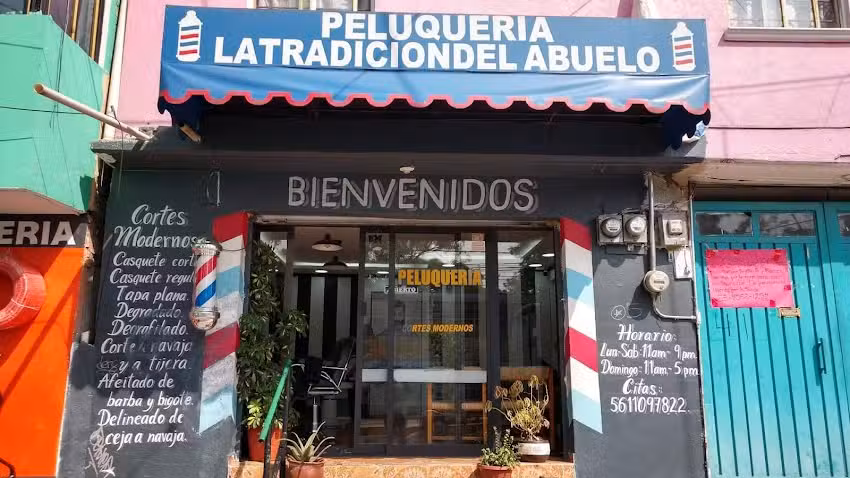 PELUQUERIA
LATRADICIONDEL ABUELO
BIENVENIDOS
ERIA
Cortes
Modernos
Casquete corto
Casquete regular
Tapa plana.
Degradado.
Degrafilado.
Corte a navaja
y a tijera.
Afeitado de
barba y bigote.
Delineado de
ceja a navaja.
PELUQUERIA
ABIERTO
CORTES MODERNOS
Horario:
Lun-Sab: 11am- 9pm.
Domingo: 11am- 5pm.
Citas:
5611097822.